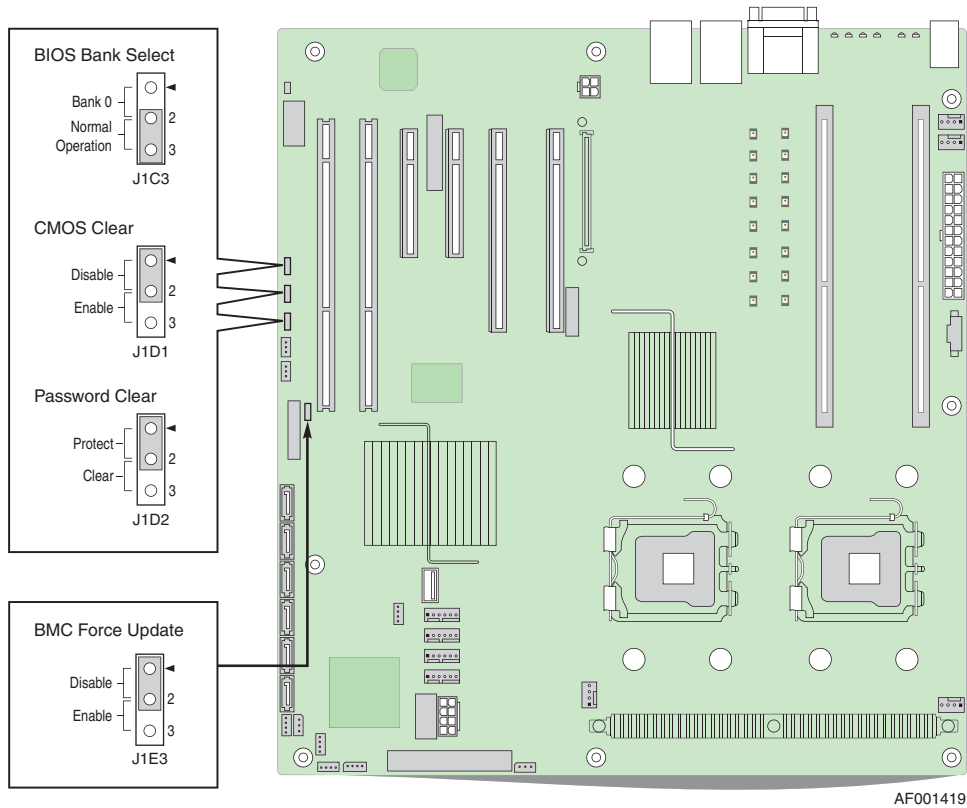 BIOS Bank Select
Bank 0
2
Normal
Operation
3
J1C3
CMOS Clear
Disable
2
Enable
3
J1D1
Password Clear
Protect
2
Clear
3
J1D2
BMC Force Update
Disable
2
Enable
3
J1E3
AF001419